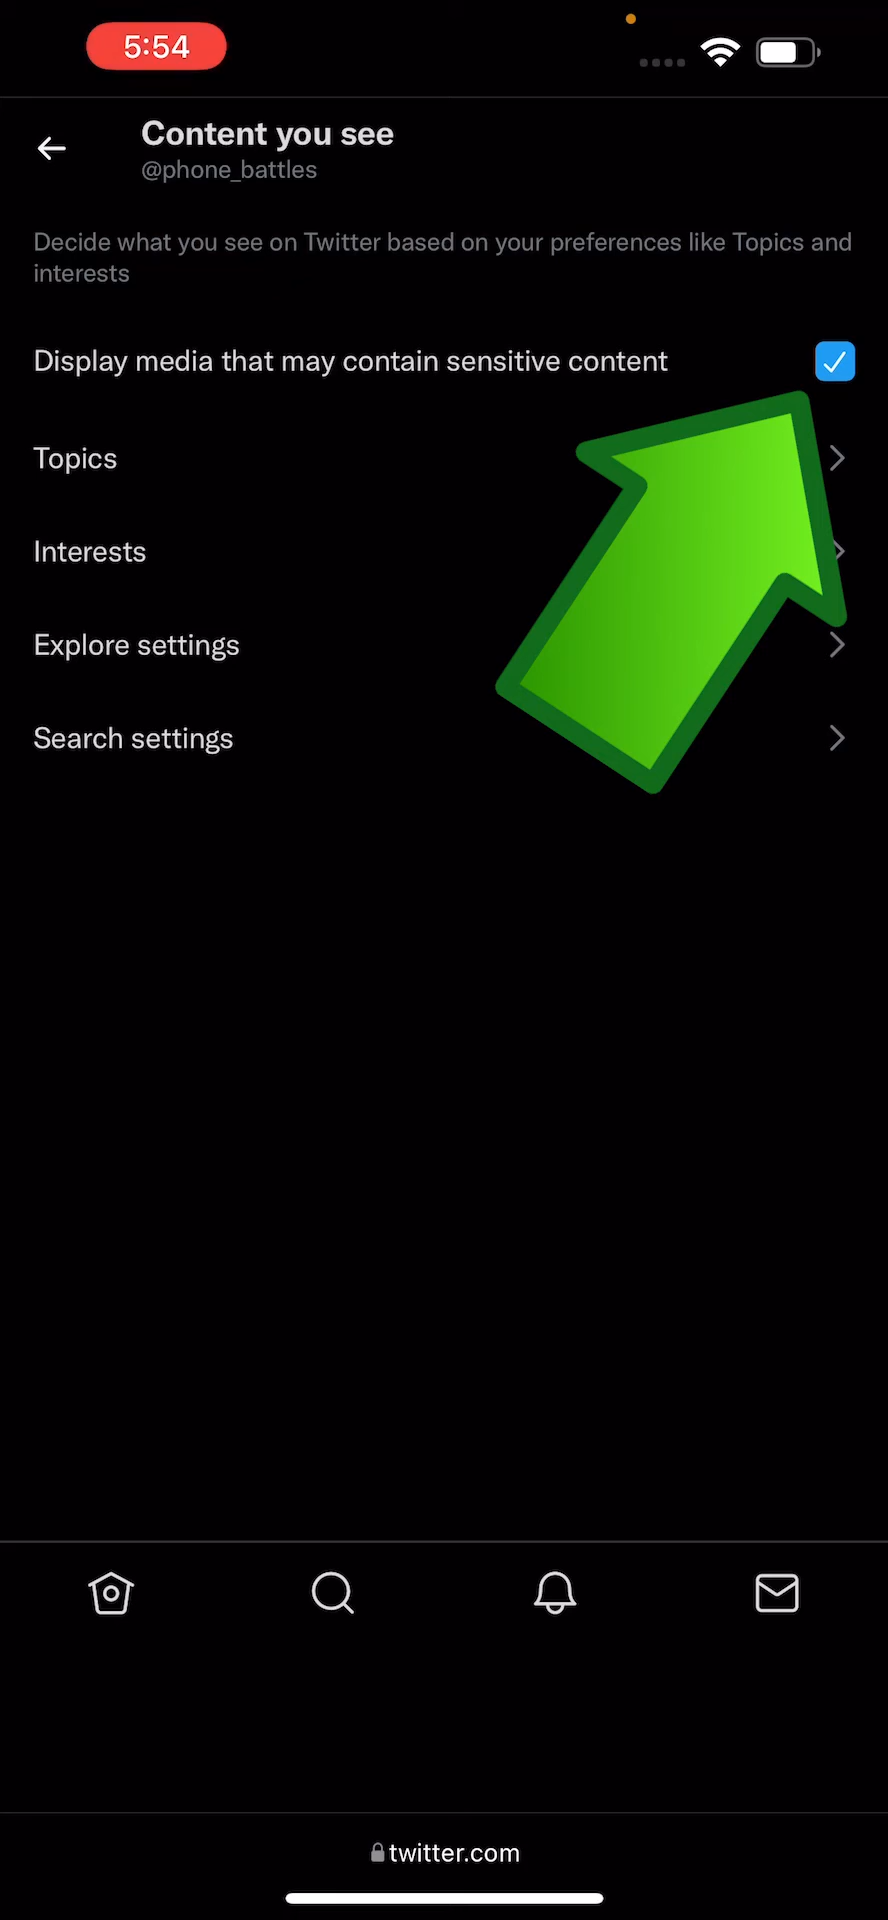 5:54
Content you see
@phone_battles
Decide what you see on Twitter based on your preferences like Topics and
interests
Display media that may contain sensitive content
Topics
Interests
Explore settings
Search settings
twitter.com